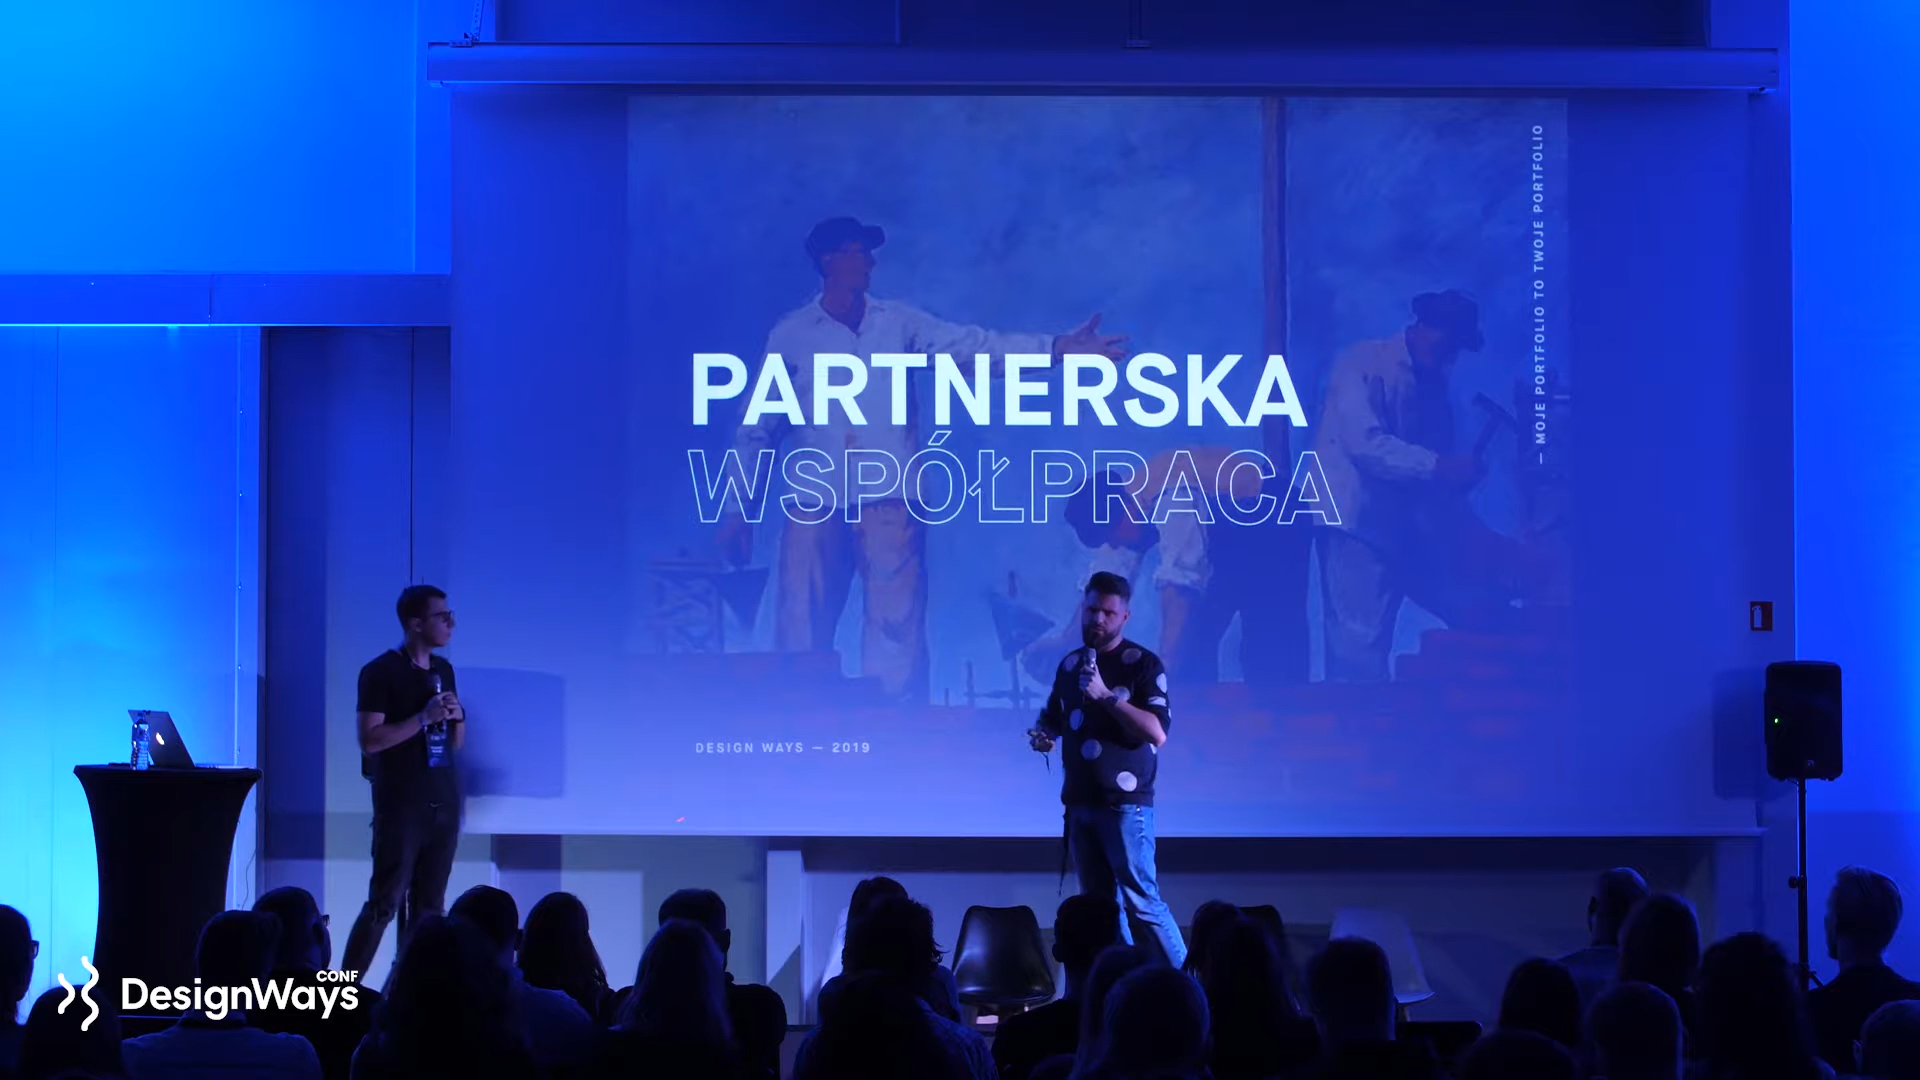 PARTNERSKA
WSPÓŁPRACA
— MOJE PORTFOLIO TO TWOJE PORTFOLIO
DESIGN WAYS — 2019
DesignWays CONF